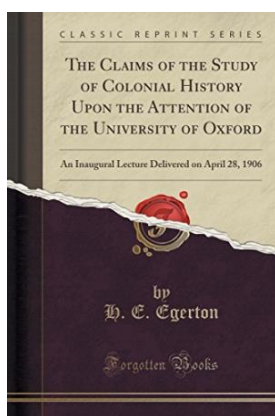 CLASSIC REPRINT SERIES
THE CLAIMS OF THE STUDY
OF COLONIAL HISTORY
UPON THE ATTENTION OF
THE UNIVERSITY OF OXFORD
An Inaugural Lecture Delivered on April 28, 1906
by
H. E. Egerton
Forgotten Books